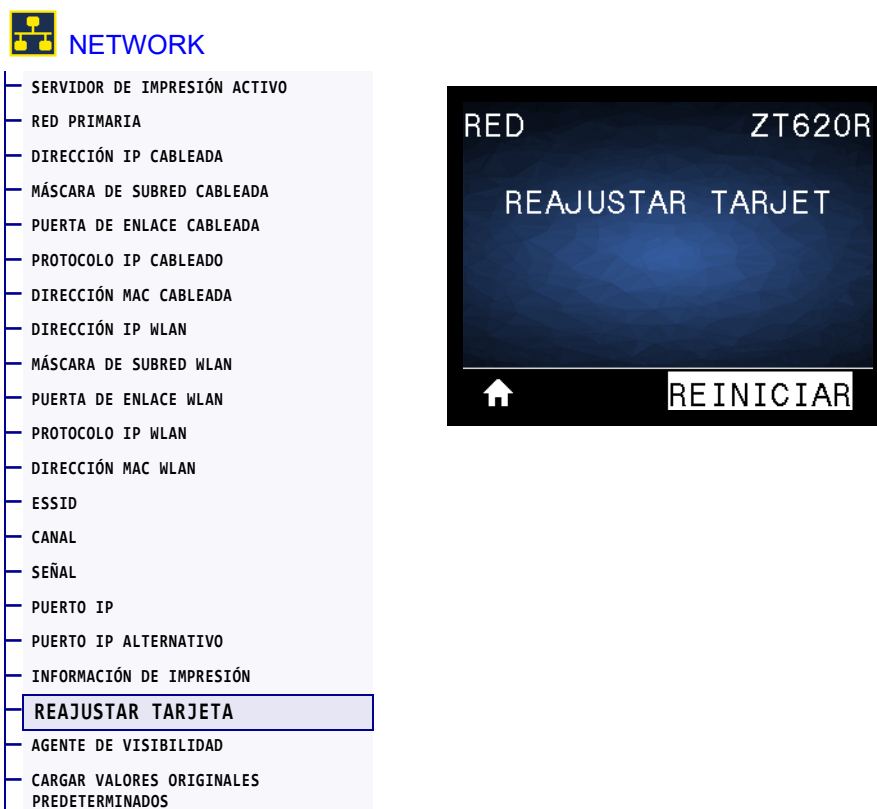 NETWORK
SERVIDOR DE IMPRESIÓN ACTIVO
RED PRIMARIA
DIRECCIÓN IP CABLEADA
MÁSCARA DE SUBRED CABLEADA
PUERTA DE ENLACE CABLEADA
PROTOCOLO IP CABLEADO
DIRECCIÓN MAC CABLEADA
DIRECCIÓN IP WLAN
MÁSCARA DE SUBRED WLAN
PUERTA DE ENLACE WLAN
PROTOCOLO IP WLAN
DIRECCIÓN MAC WLAN
ESSID
CANAL
SEÑAL
PUERTO IP
PUERTO IP ALTERNATIVO
INFORMACIÓN DE IMPRESIÓN
REAJUSTAR TARJETA
AGENTE DE VISIBILIDAD
CARGAR VALORES ORIGINALES
PREDETERMINADOS
RED ZT620R
REAJUSTAR TARJET
REINICIAR